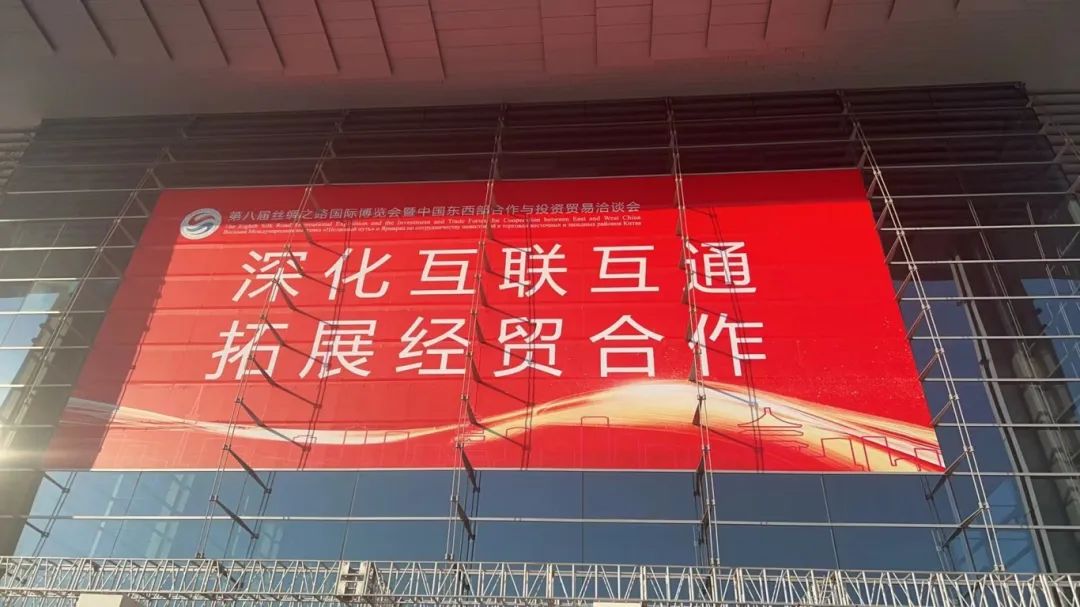 第八届丝绸之路国际博览会暨中国东西部合作与投资贸易洽谈会
The Eighth Silk Road International Exposition and the Investment and Trade Forum for Cooperation between East and West China
深化互联互通
拓展经贸合作